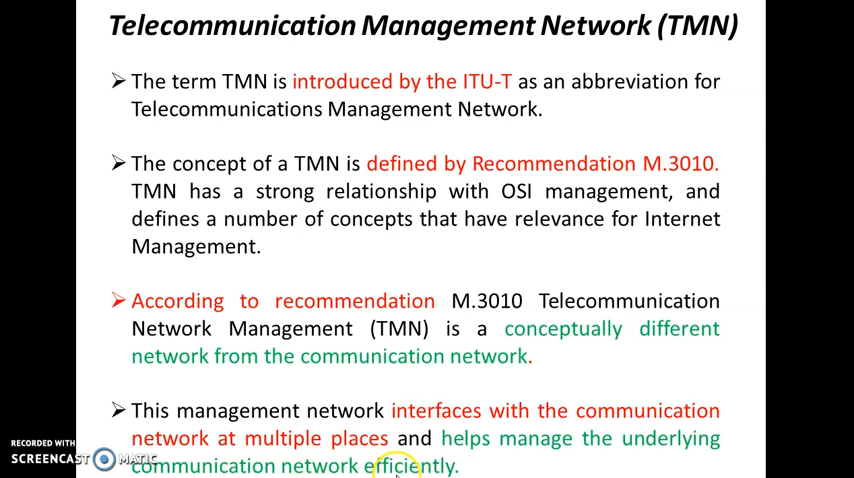 Telecommunication Management Network (TMN)
➢ The term TMN is introduced by the ITU-T as an abbreviation for
Telecommunications Management Network.
➢ The concept of a TMN is defined by Recommendation M.3010.
TMN has a strong relationship with OSI management, and
defines a number of concepts that have relevance for Internet
Management.
➢ According to recommendation M.3010 Telecommunication
Network Management (TMN) is a conceptually different
network from the communication network.
➢ This management network interfaces with the communication
network at multiple places and helps manage the underlying
communication network efficiently.
RECORDED WITH
SCREENCAST MATIC